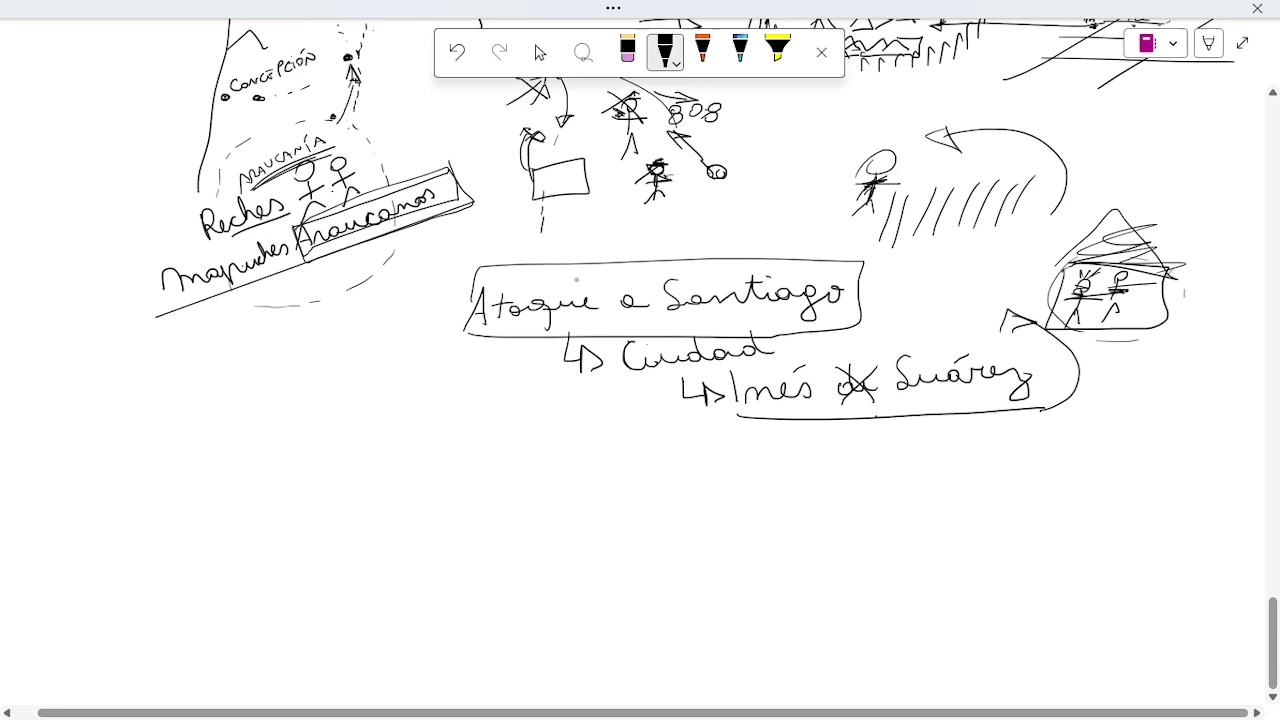 CONCEPCIÓN
ARAUCANÍA
Reches
Mapuches Araucanos
Ataque a Santiago
Ciudad
Inés de Suárez